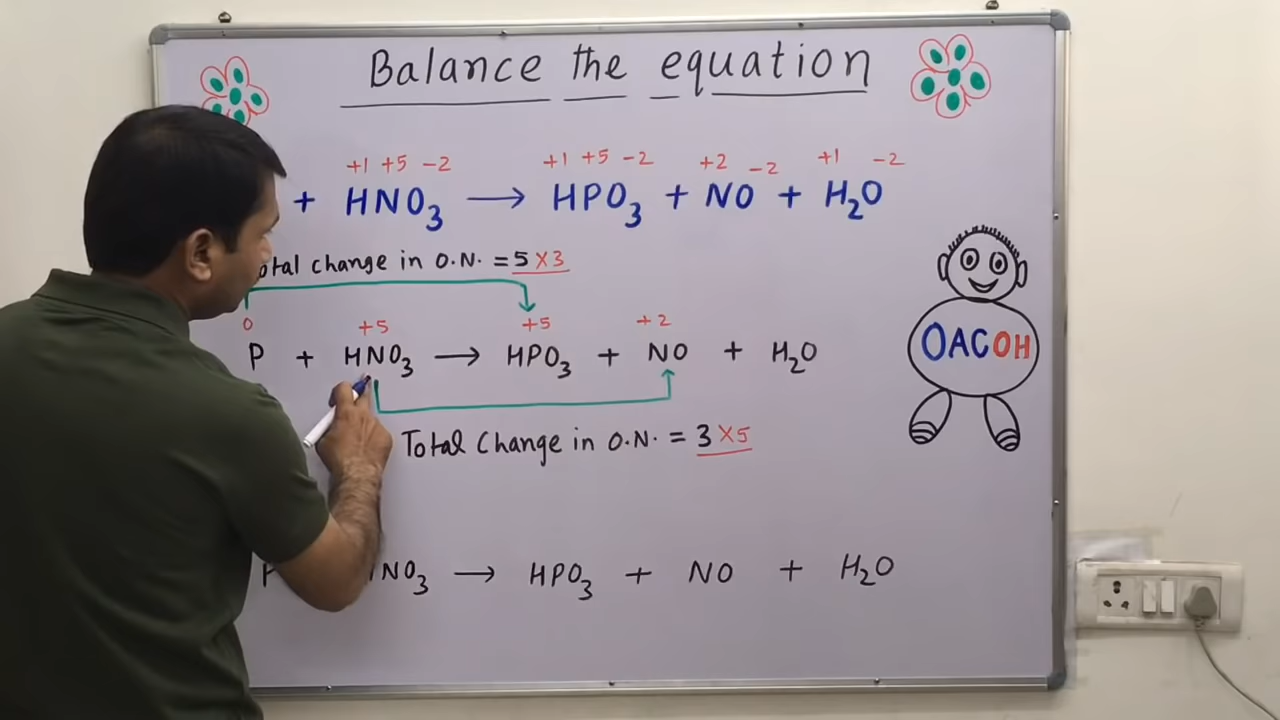 Balance the equation
+1 +5 -2 +1 +5 -2 +2 -2 +1 -2
+ HNO3 → HPO3 + NO + H2O
otal change in O.N. = 5 X3
0 +5 +5 +2
P + HNO3 → HPO3 + NO + H2O
OACOH
Total Change in O.N. = 3 X5
P NO3 → HPO3 + NO + H2O